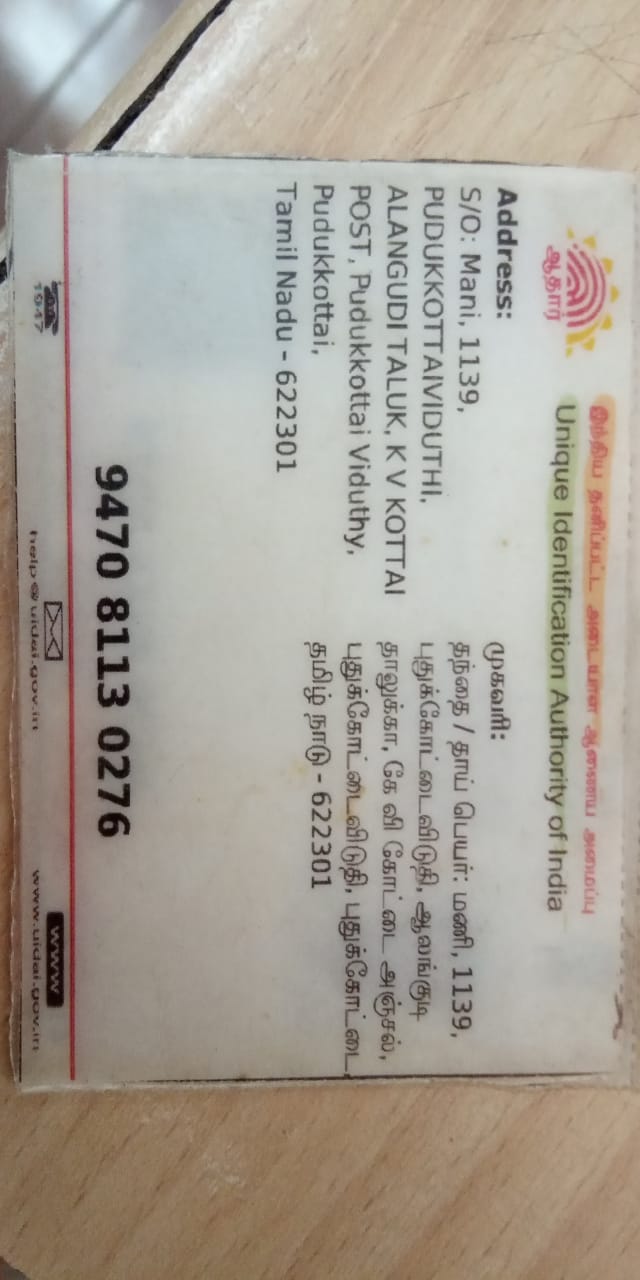 இந்திய தனிப்பட்ட அடையாள ஆணைய அமைப்பு
Unique Identification Authority of India
ஆதார்
Address:
S/O: Mani, 1139,
PUDUKKOTTAIVIDUTHI,
ALANGUDI TALUK, K V KOTTAI
POST, Pudukkottai Viduthy,
Pudukkottai,
Tamil Nadu - 622301
முகவரி:
தந்தை / தாய் பெயர்: மணி, 1139,
புதுக்கோட்டைவிடுதி, ஆலங்குடி
தாலுக்கா, கே வி கோட்டை அஞ்சல்,
புதுக்கோட்டைவிடுதி, புதுக்கோட்டை,
தமிழ் நாடு - 622301
9470 8113 0276
1947
help@uidai.gov.in
www
www.uidai.gov.in